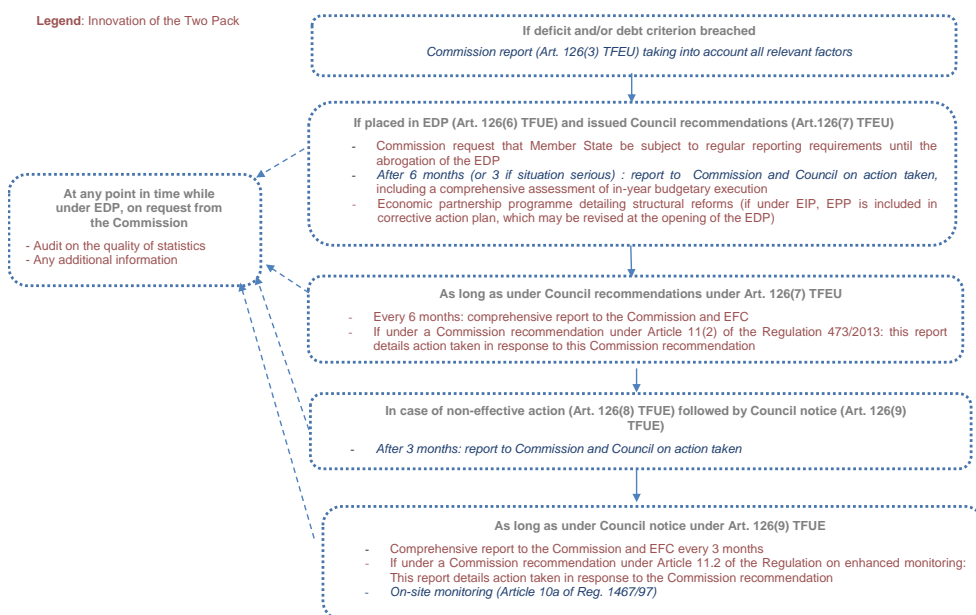 Legend: Innovation of the Two Pack
If deficit and/or debt criterion breached
Commission report (Art. 126(3) TFEU) taking into account all relevant factors
If placed in EDP (Art. 126(6) TFUE) and issued Council recommendations (Art.126(7) TFEU)
- Commission request that Member State be subject to regular reporting requirements until the
abrogation of the EDP
- After 6 months (or 3 if situation serious) : report to Commission and Council on action taken,
including a comprehensive assessment of in-year budgetary execution
- Economic partnership programme detailing structural reforms (if under EIP, EPP is included in
corrective action plan, which may be revised at the opening of the EDP)
At any point in time while
under EDP, on request from
the Commission
- Audit on the quality of statistics
- Any additional information
As long as under Council recommendations under Art. 126(7) TFEU
- Every 6 months: comprehensive report to the Commission and EFC
- If under a Commission recommendation under Article 11(2) of the Regulation 473/2013: this report
details action taken in response to this Commission recommendation
In case of non-effective action (Art. 126(8) TFUE) followed by Council notice (Art. 126(9)
TFUE)
- After 3 months: report to Commission and Council on action taken
As long as under Council notice under Art. 126(9) TFUE
- Comprehensive report to the Commission and EFC every 3 months
- If under a Commission recommendation under Article 11.2 of the Regulation on enhanced monitoring:
This report details action taken in response to the Commission recommendation
- On-site monitoring (Article 10a of Reg. 1467/97)